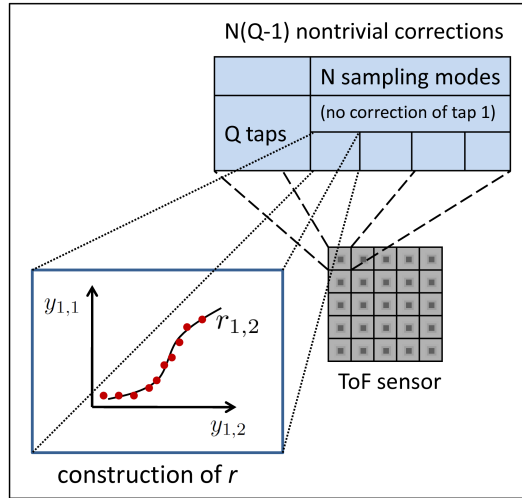 N(Q-1) nontrivial corrections
N sampling modes
(no correction of tap 1)
Q taps
y1,1
r1,2
y1,2
ToF sensor
construction of r